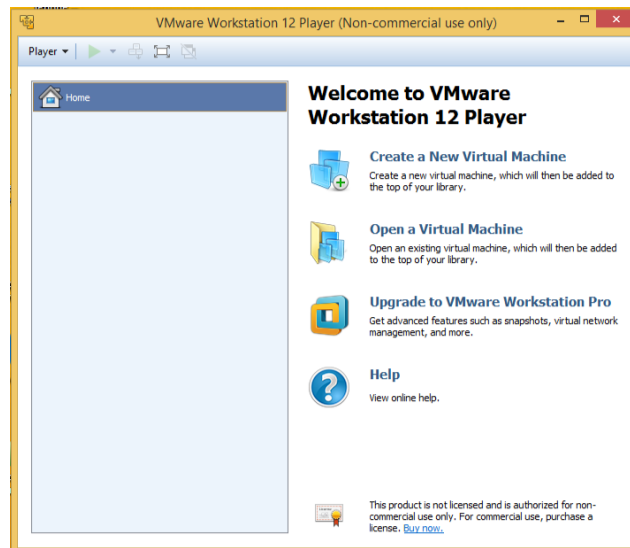 VMware Workstation 12 Player (Non-commercial use only)
Player
Home
Welcome to VMware
Workstation 12 Player
Create a New Virtual Machine
Create a new virtual machine, which will then be added to
the top of your library.
Open a Virtual Machine
Open an existing virtual machine, which will then be added
to the top of your library.
Upgrade to VMware Workstation Pro
Get advanced features such as snapshots, virtual network
management, and more.
Help
View online help.
This product is not licensed and is authorized for non-
commercial use only. For commercial use, purchase a
license. Buy now.